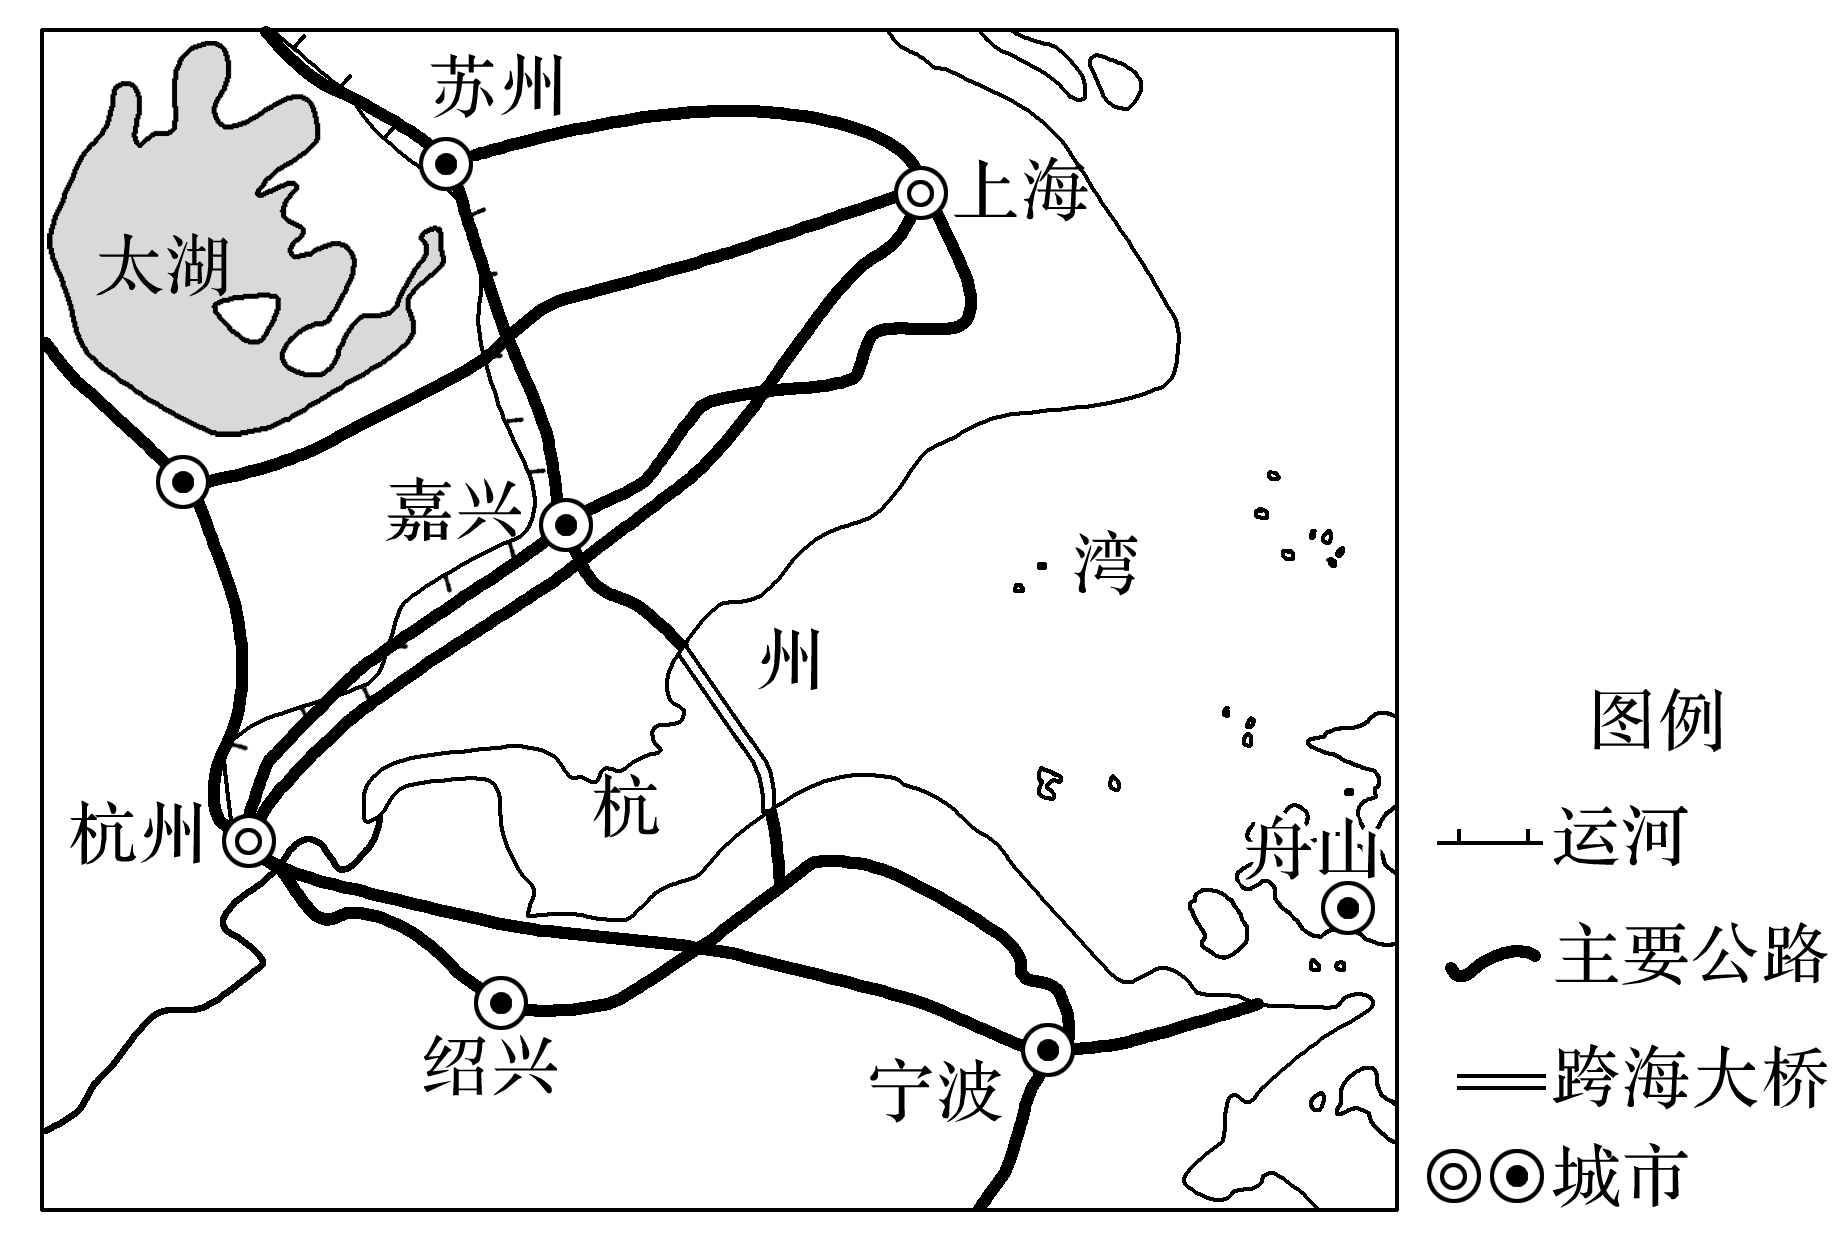 苏州
上海
太湖
嘉兴
湾
州
杭
杭州
舟山
绍兴
宁波
图例
运河
主要公路
跨海大桥
城市